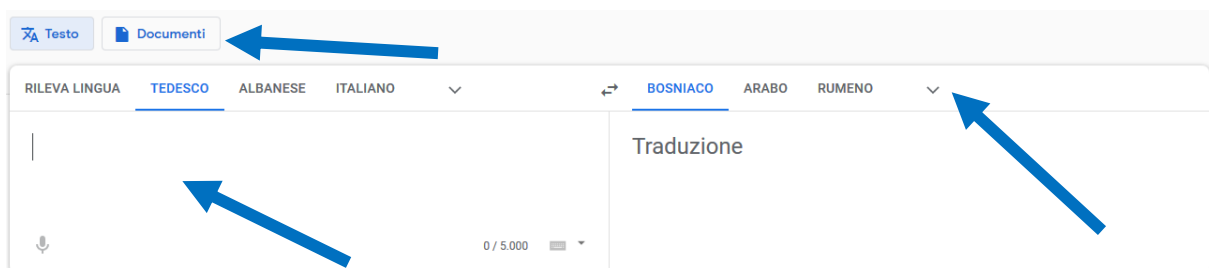 Testo Documenti
RILEVA LINGUA TEDESCO ALBANESE ITALIANO BOSNIACO ARABO RUMENO
Traduzione
0 / 5.000